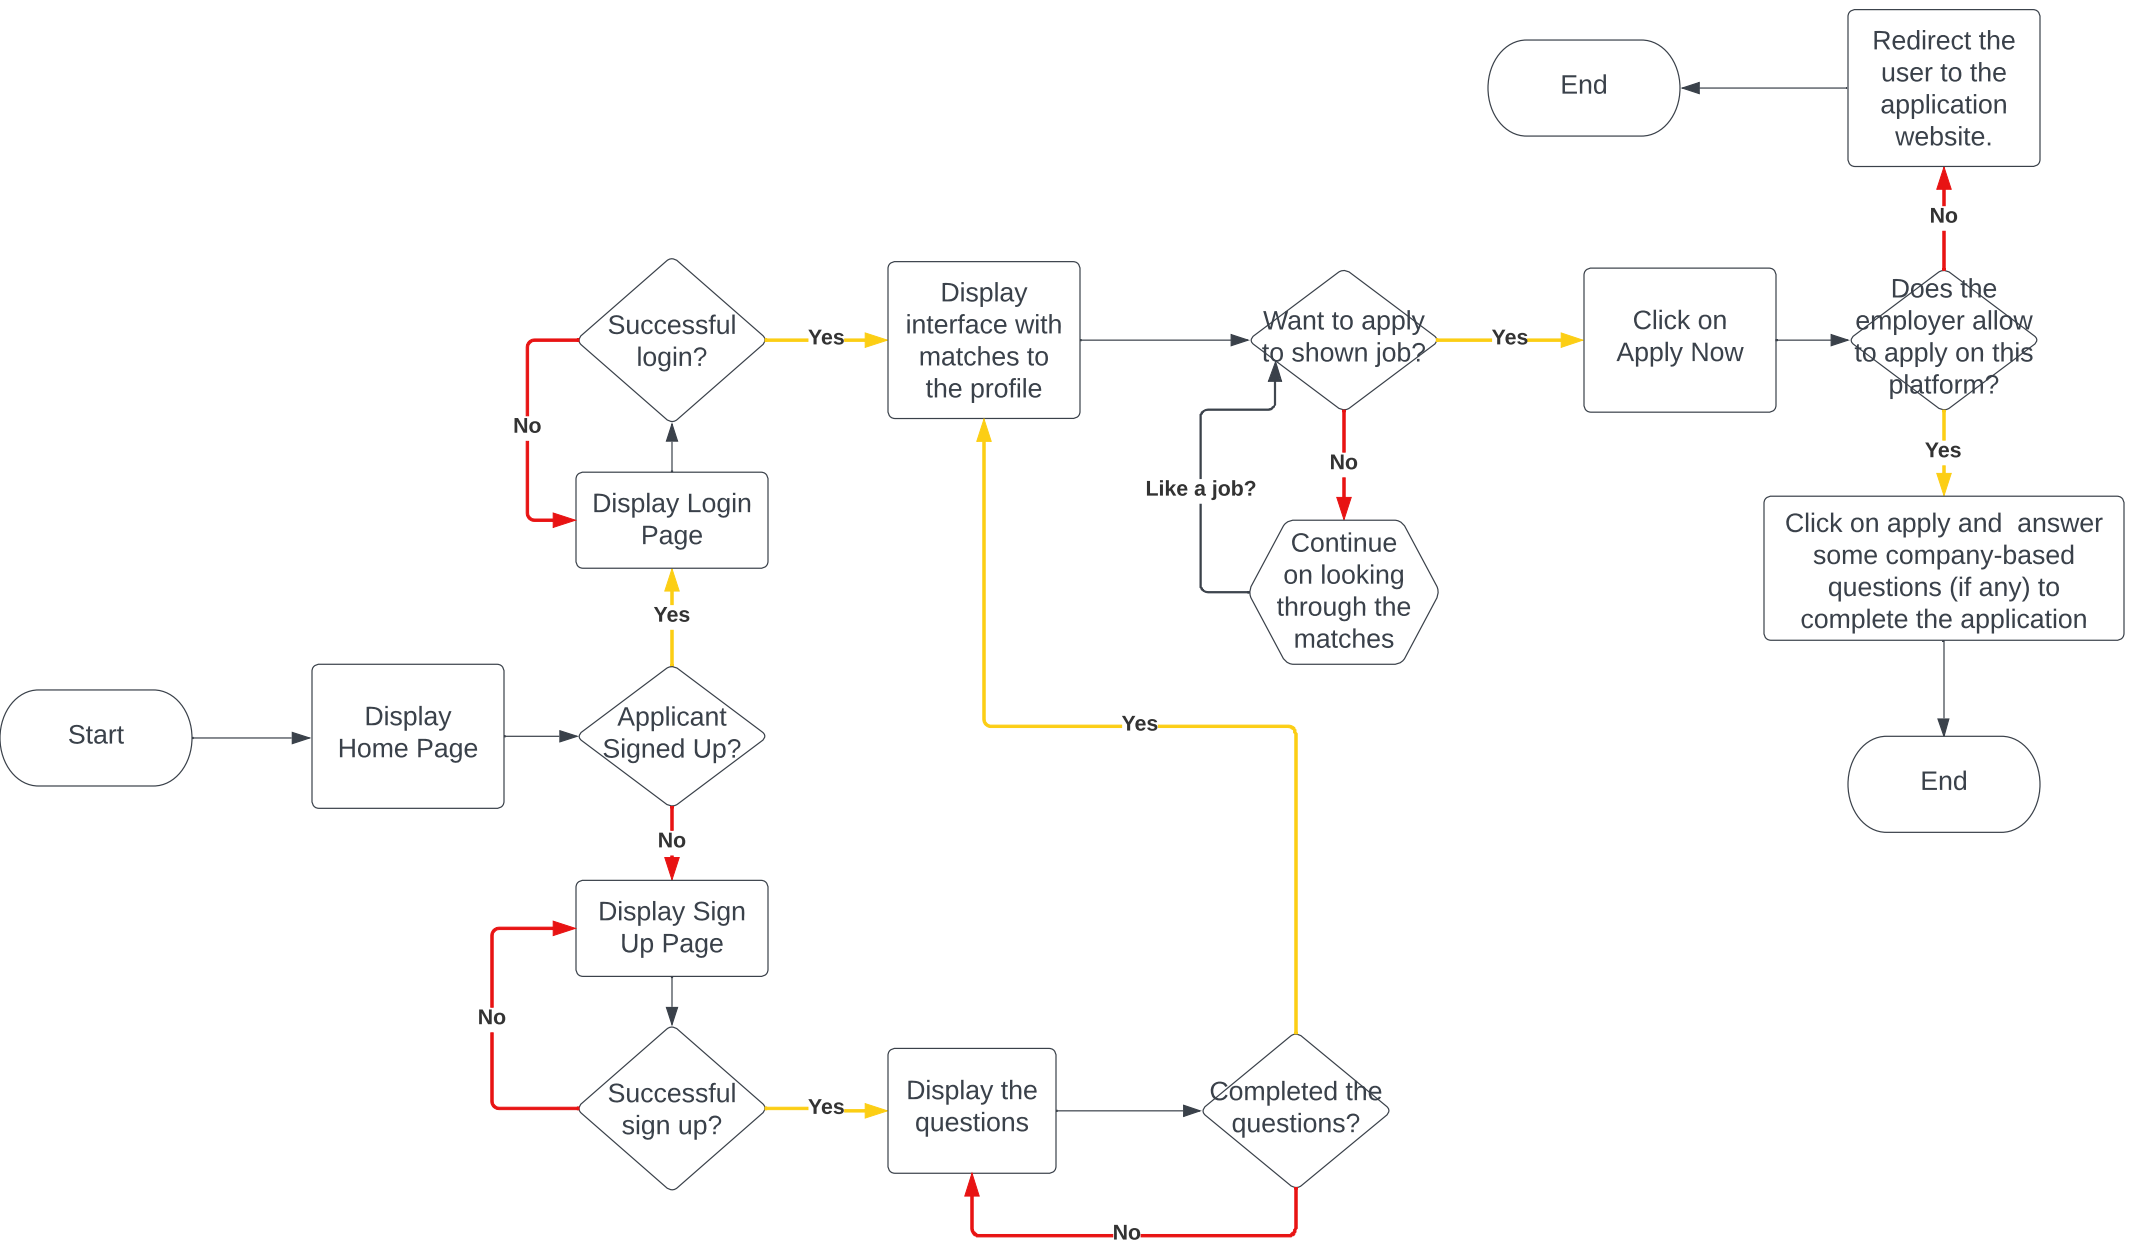 Start
Display
Home Page
Applicant
Signed Up?
Yes
Display Login
Page
Successful
login?
No
Yes
No
Display Sign
Up Page
Successful
sign up?
No
Yes
Display the
questions
Completed the
questions?
No
Yes
Display
interface with
matches to
the profile
Want to apply
to shown job?
No
Continue
on looking
through the
matches
Like a job?
Yes
Click on
Apply Now
Does the
employer allow
to apply on this
platform?
No
Redirect the
user to the
application
website.
End
Yes
Click on apply and  answer
some company-based
questions (if any) to
complete the application
End